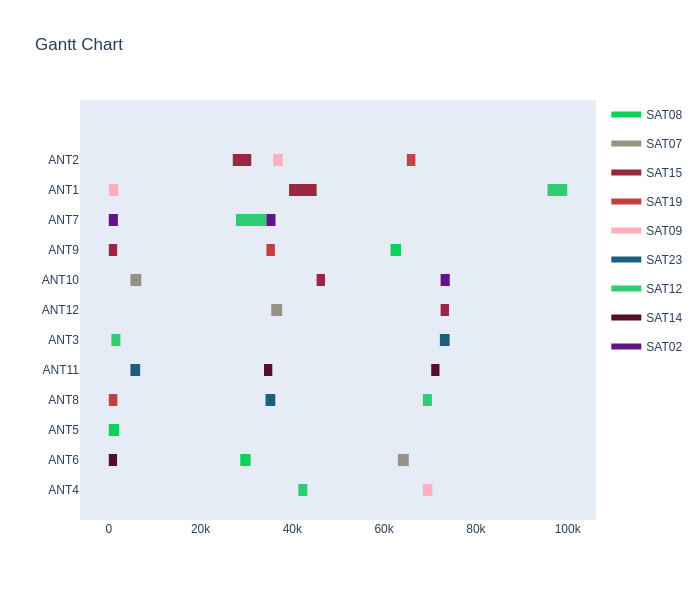 Gantt Chart
ANT2
ANT1
ANT7
ANT9
ANT10
ANT12
ANT3
ANT11
ANT8
ANT5
ANT6
ANT4
0 20k 40k 60k 80k 100k
SAT08
SAT07
SAT15
SAT19
SAT09
SAT23
SAT12
SAT14
SAT02